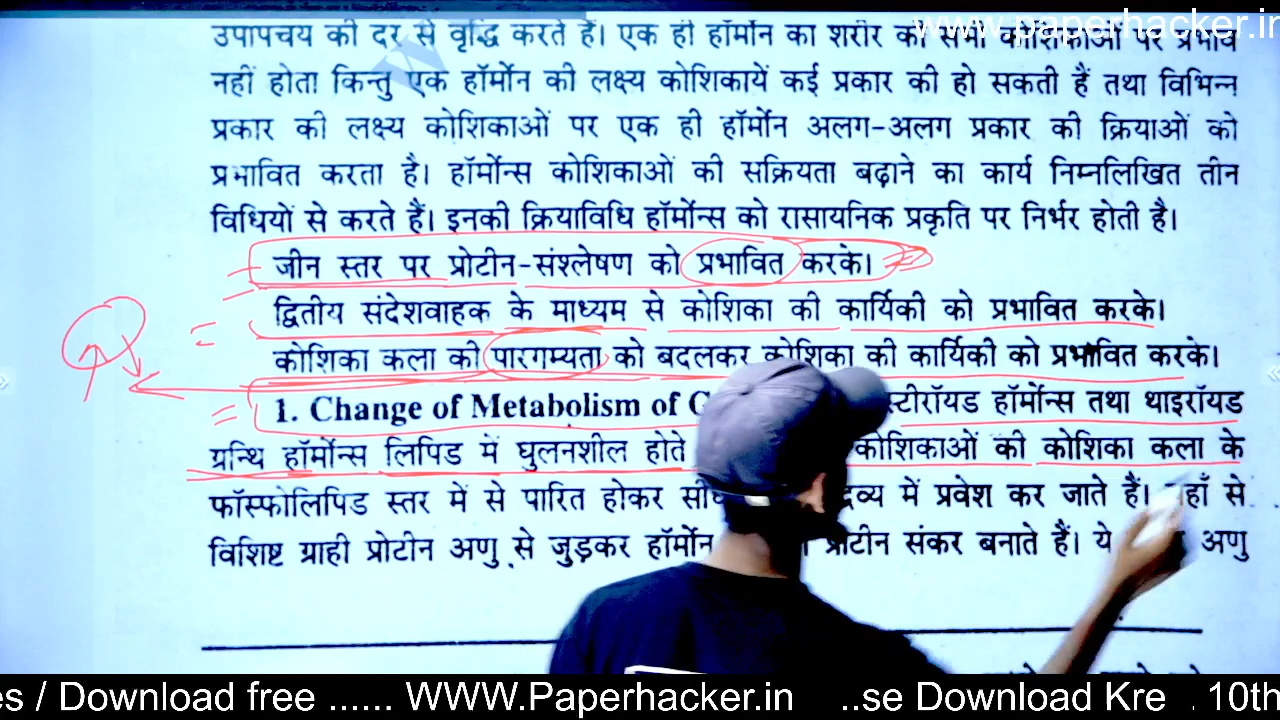 www.paperhacker.in
उपापचय की दर से वृद्धि करते हैं। एक ही हॉर्मोन का शरीर की सभी कोशिकाओं पर प्रभाव
नहीं होता किन्तु एक हॉर्मोन की लक्ष्य कोशिकायें कई प्रकार की हो सकती हैं तथा विभिन्न
प्रकार की लक्ष्य कोशिकाओं पर एक ही हॉर्मोन अलग-अलग प्रकार की क्रियाओं को
प्रभावित करता है। हॉर्मोन्स कोशिकाओं की सक्रियता बढ़ाने का कार्य निम्नलिखित तीन
विधियों से करते हैं। इनकी क्रियाविधि हॉर्मोन्स को रासायनिक प्रकृति पर निर्भर होती है।
जीन स्तर पर प्रोटीन-संश्लेषण को प्रभावित करके।
द्वितीय संदेशवाहक के माध्यम से कोशिका की कार्यिकी को प्रभावित करके।
कोशिका कला की पारगम्यता को बदलकर कोशिका की कार्यिकी को प्रभावित करके।
1. Change of Metabolism of हॉर्मोन्स तथा थाइरॉयड
ग्रन्थि हॉर्मोन्स लिपिड में घुलनशील होते कोशिकाओं की कोशिका कला के
फॉस्फोलिपिड स्तर में से पारित होकर में प्रवेश कर जाते हैं। से
विशिष्ट ग्राही प्रोटीन अणु से जुड़कर हॉर्मोन प्रोटीन संकर बनाते हैं। ये अणु
es / Download free ...... WWW.Paperhacker.in ..se Download Kre . 10th